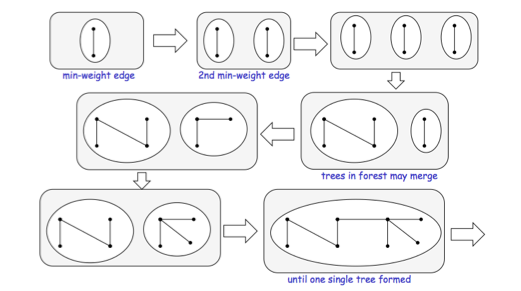 min-weight edge
2nd min-weight edge
trees in forest may merge
until one single tree formed